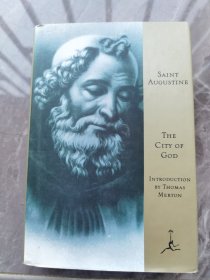 SAINT
AUGUSTINE
THE
CITY OF
GOD
INTRODUCTION
BY THOMAS
MERTON